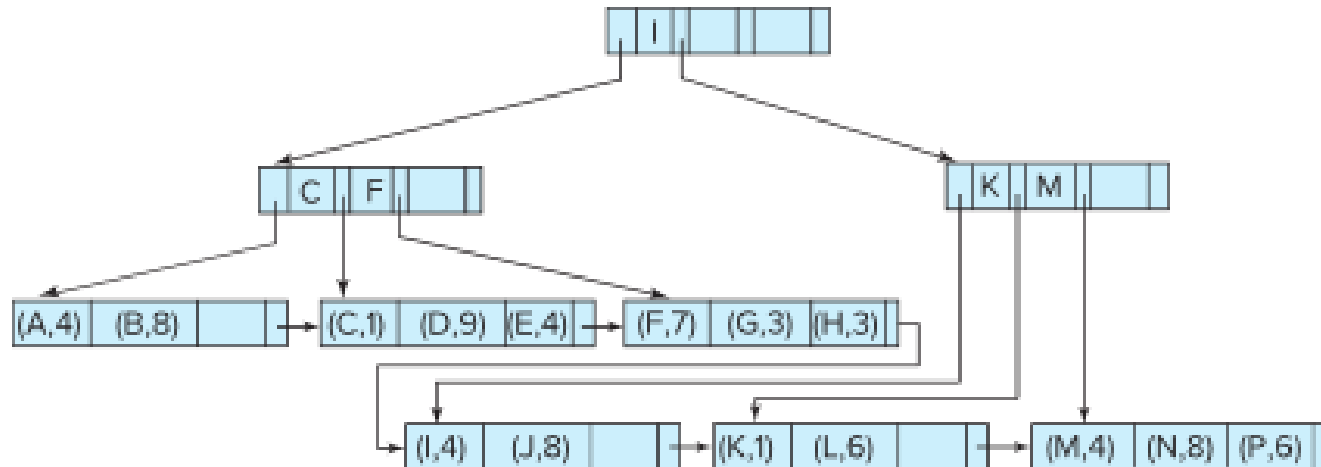 I
C F
K M
(A,4) (B,8) (C,1) (D,9) (E,4) (F,7) (G,3) (H,3)
(I,4) (J,8) (K,1) (L,6) (M,4) (N,8) (P,6)